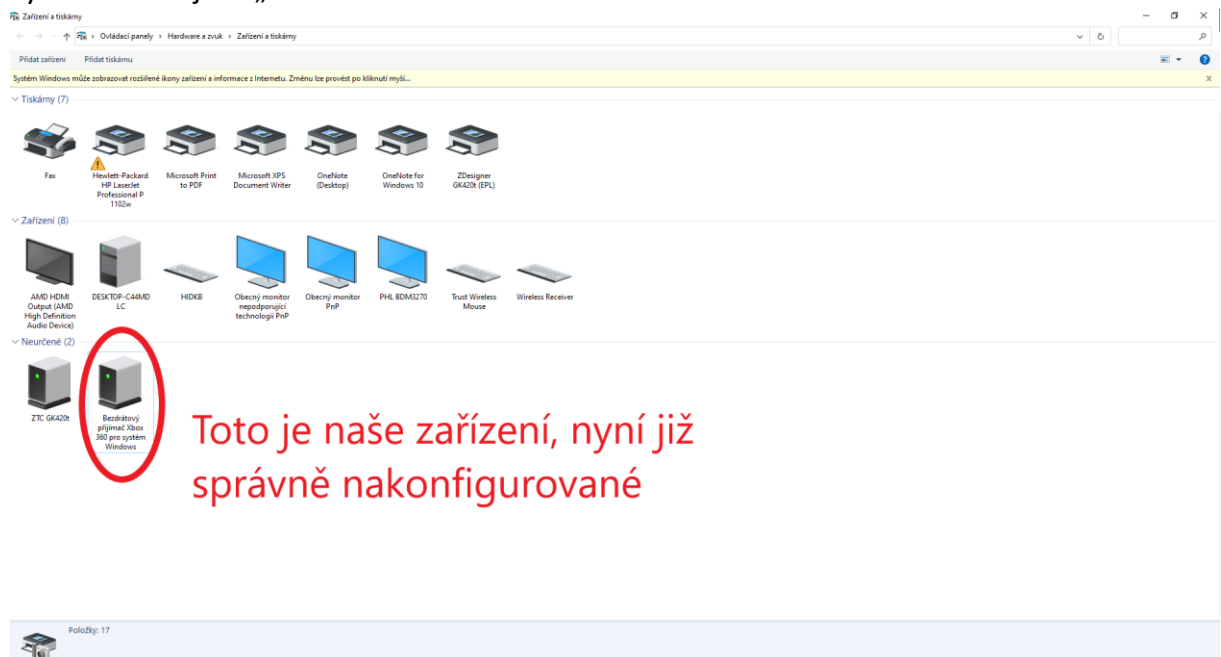 Zařízení a tiskárny
Ovládací panely > Hardware a zvuk > Zařízení a tiskárny
Přidat zařízení Přidat tiskárnu
Systém Windows může zobrazovat rozšířené ikony zařízení a informace z Internetu. Změnu lze provést po kliknutí myší...
Tiskárny (7)
Fax
Hewlett-Packard
HP LaserJet
Professional P
1102w
Microsoft Print
to PDF
Microsoft XPS
Document Writer
OneNote
(Desktop)
OneNote for
Windows 10
ZDesigner
GK420t (EPL)
Zařízení (8)
AMD HDMI
Output (AMD
High Definition
Audio Device)
DESKTOP-C44MD
LC
HIDKB
Obecný monitor
nepodporující
technologii PnP
Obecný monitor
PnP
PHL BDM3270
Trust Wireless
Mouse
Wireless Receiver
Neurčené (2)
ZTC GK420t
Bezdrátový
přijímač Xbox
360 pro systém
Windows
Toto je naše zařízení, nyní již
správně nakonfigurované
Položky: 17